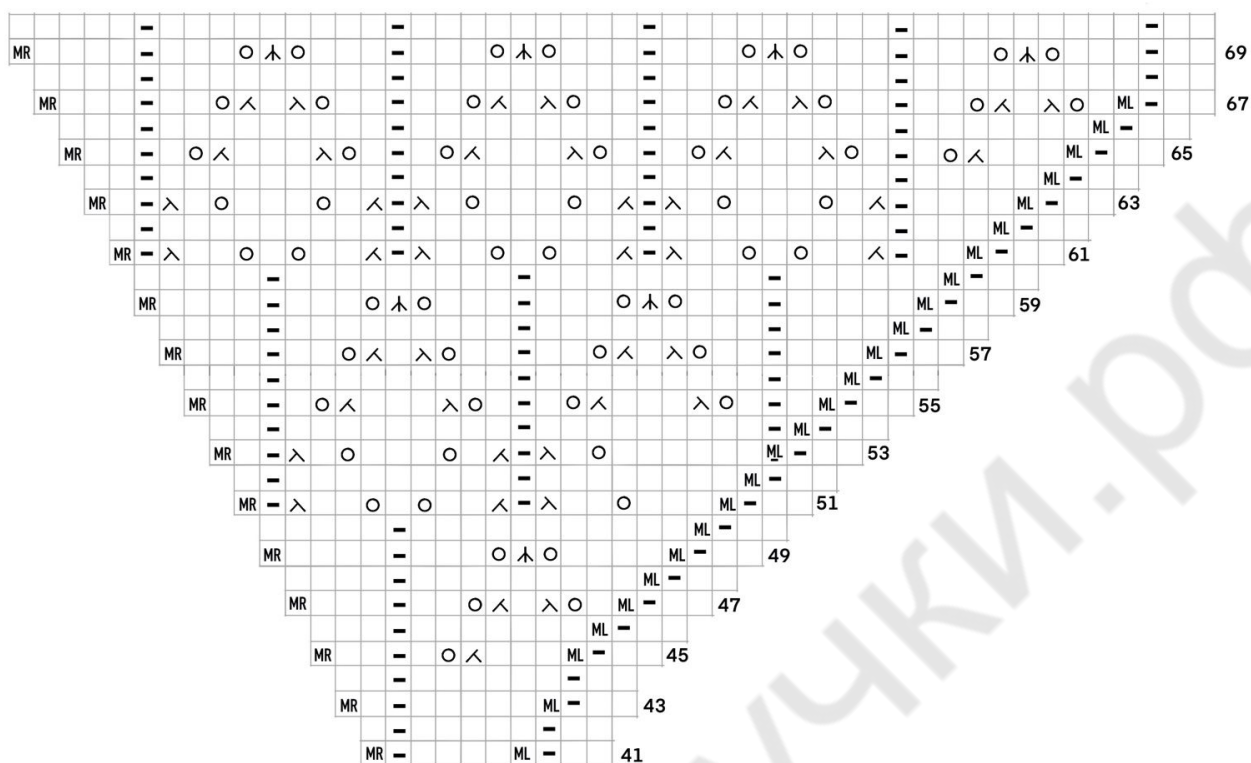 MR 69
MR ML 67
ML
MR ML 65
ML
MR ML 63
ML
MR ML 61
ML
MR ML 59
ML
MR ML 57
ML
MR ML 55
ML
MR ML 53
ML
MR ML 51
ML
MR ML 49
ML
MR ML 47
ML
MR ML 45
MR ML 43
MR ML 41
учки.рф